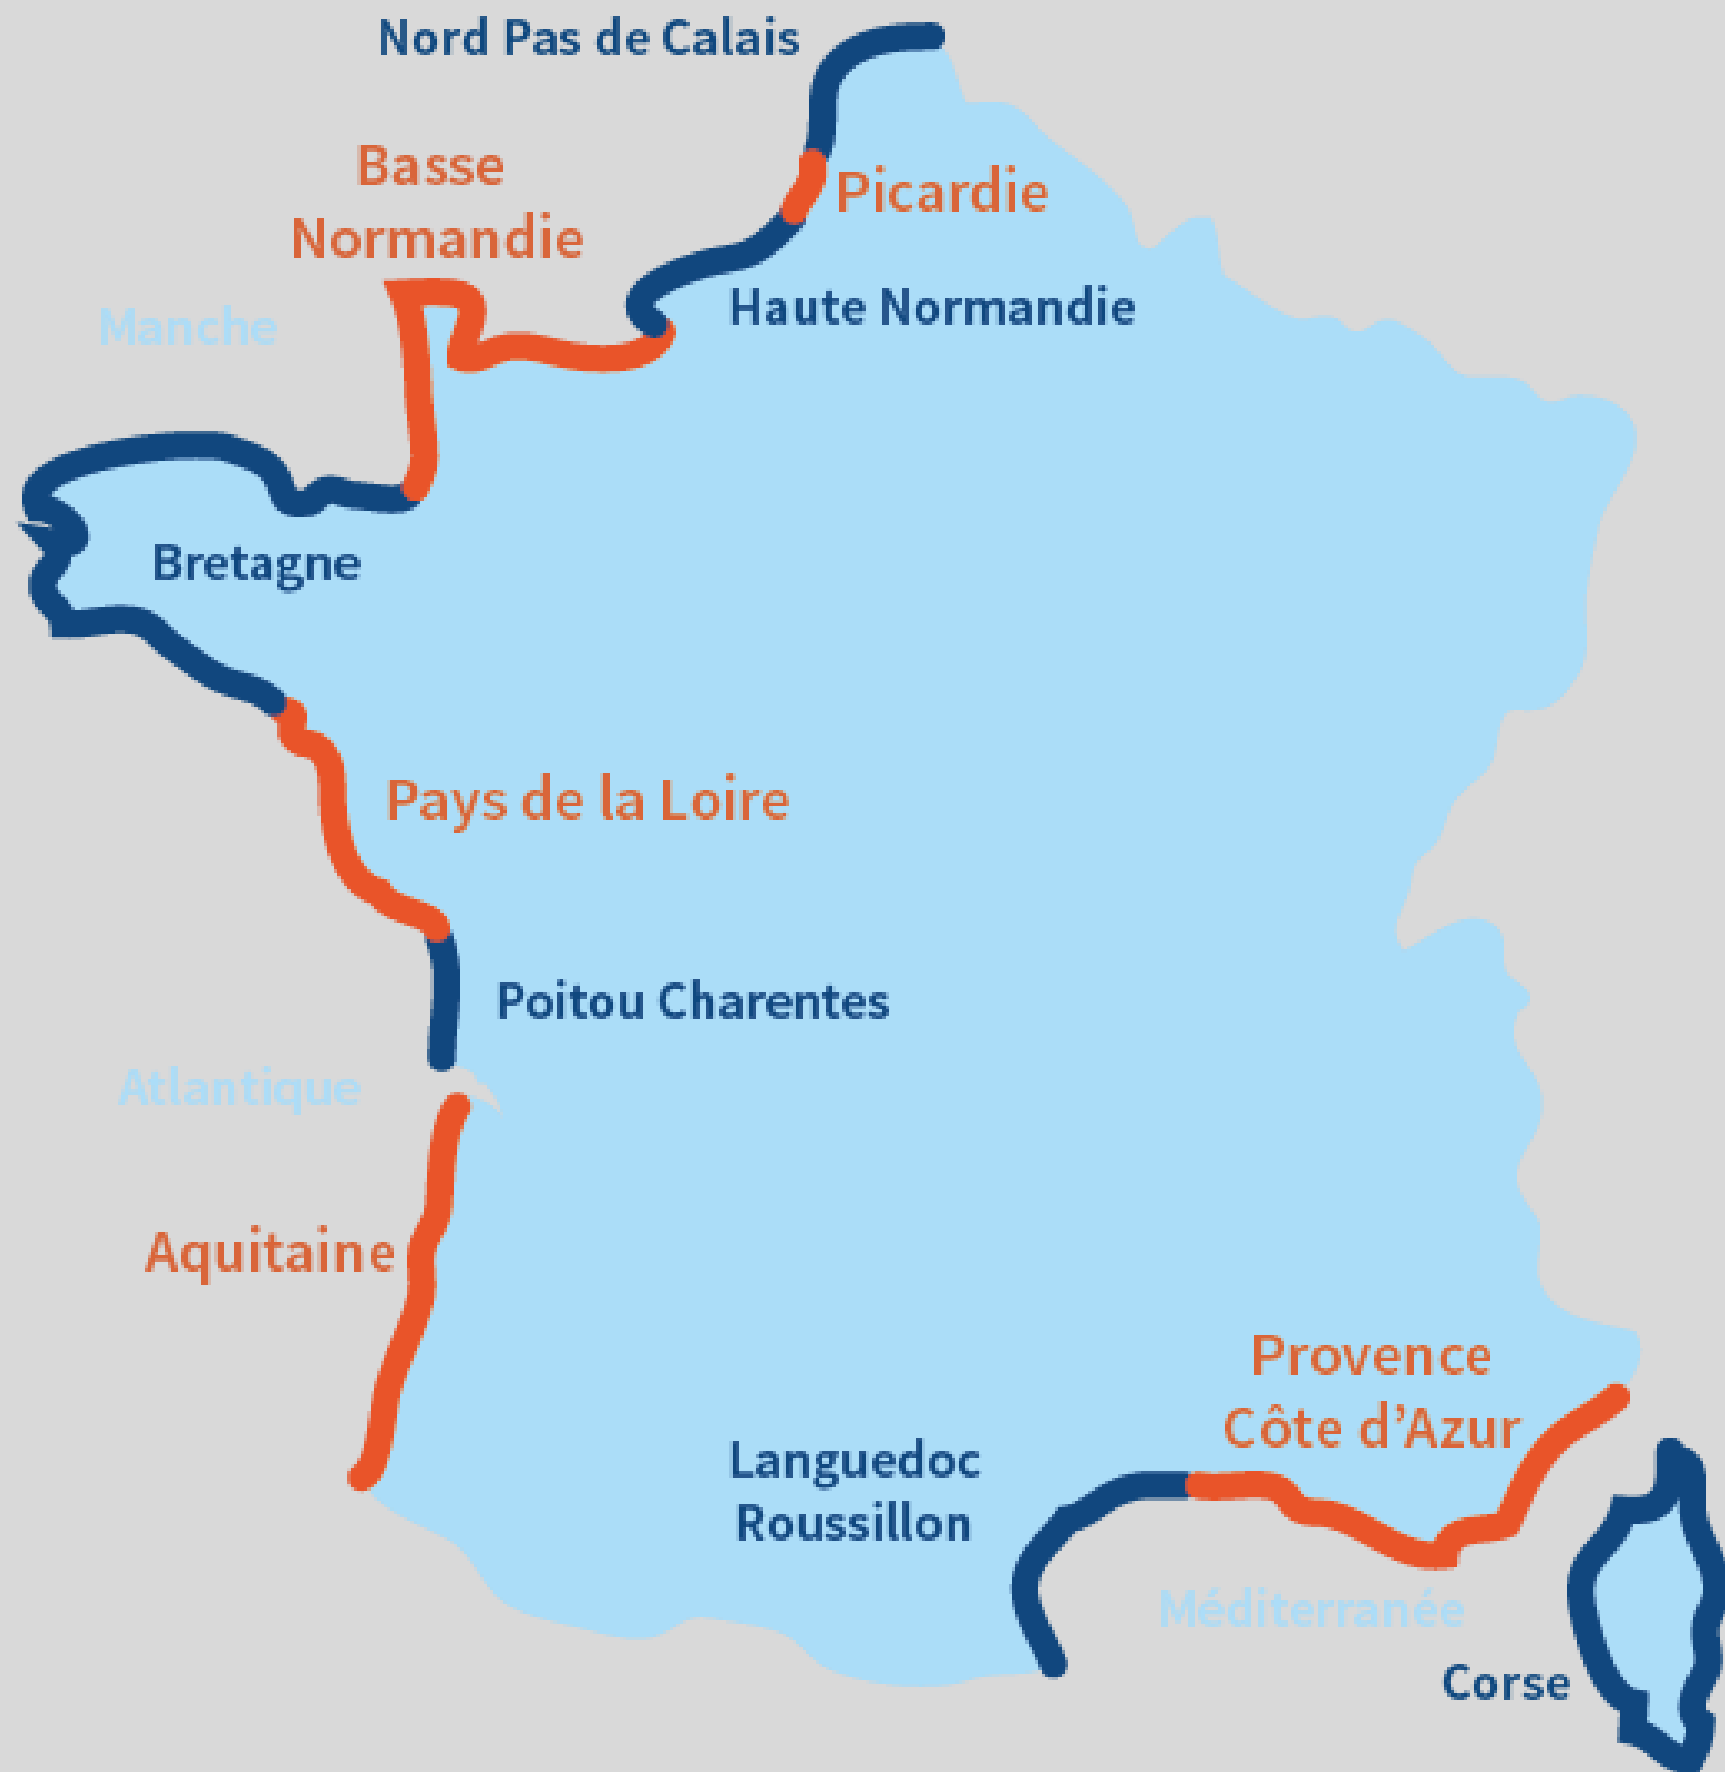 Nord Pas de Calais
Basse
Normandie
Picardie
Haute Normandie
Manche
Bretagne
Pays de la Loire
Poitou Charentes
Atlantique
Aquitaine
Provence
Côte d’Azur
Languedoc
Roussillon
Méditerranée
Corse